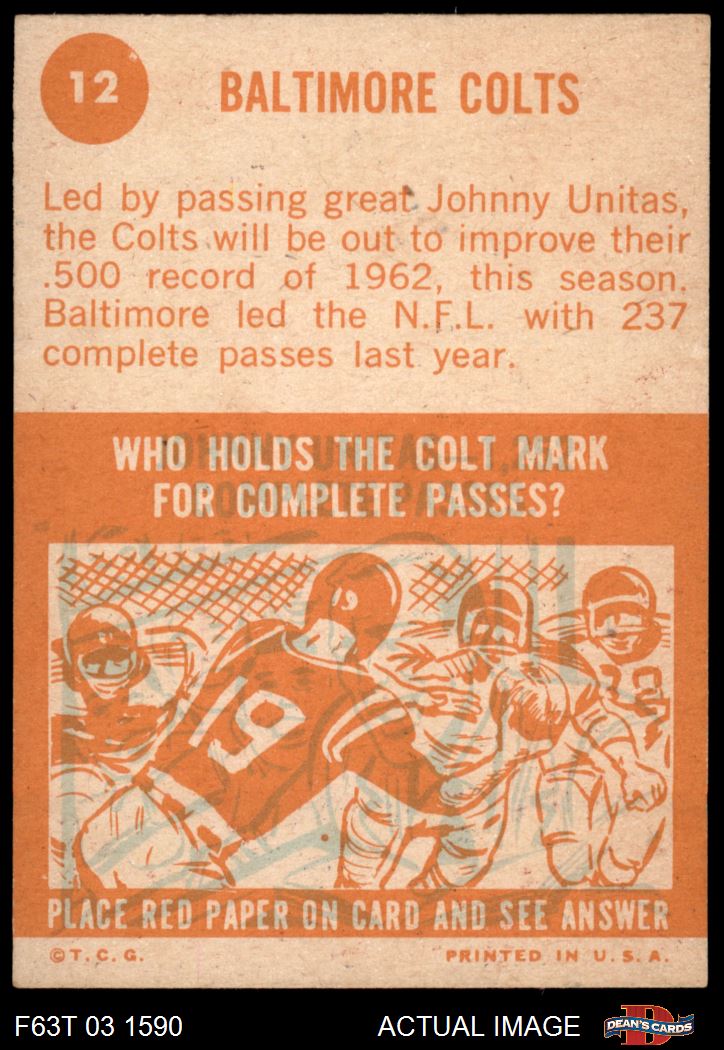 12
BALTIMORE COLTS
Led by passing great Johnny Unitas,
the Colts will be out to improve their
.500 record of 1962, this season.
Baltimore led the N.F.L. with 237
complete passes last year.
WHO HOLDS THE COLT MARK
FOR COMPLETE PASSES?
9
19
PLACE RED PAPER ON CARD AND SEE ANSWER
©T. C. G.
PRINTED IN U. S. A.
F63T 03 1590
ACTUAL IMAGE
DEAN'S CARDS